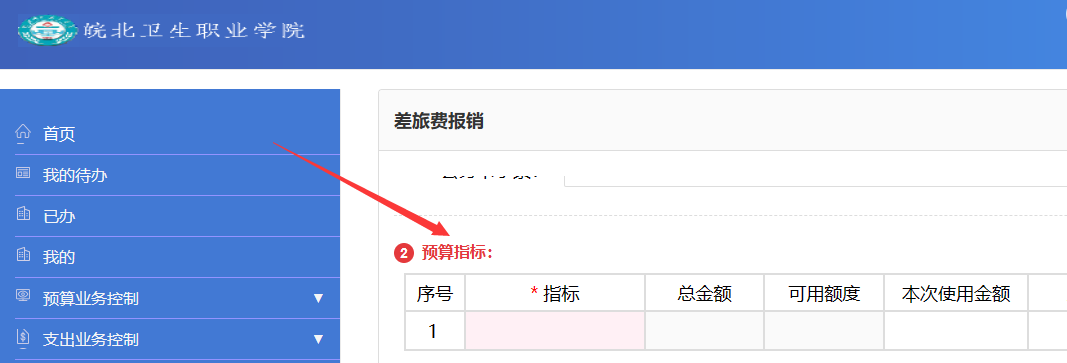 皖北卫生职业学院
首页
我的待办
已办
我的
预算业务控制 ▼
支出业务控制 ▼
差旅费报销
2 预算指标：
序号 * 指标 总金额 可用额度 本次使用金额
1